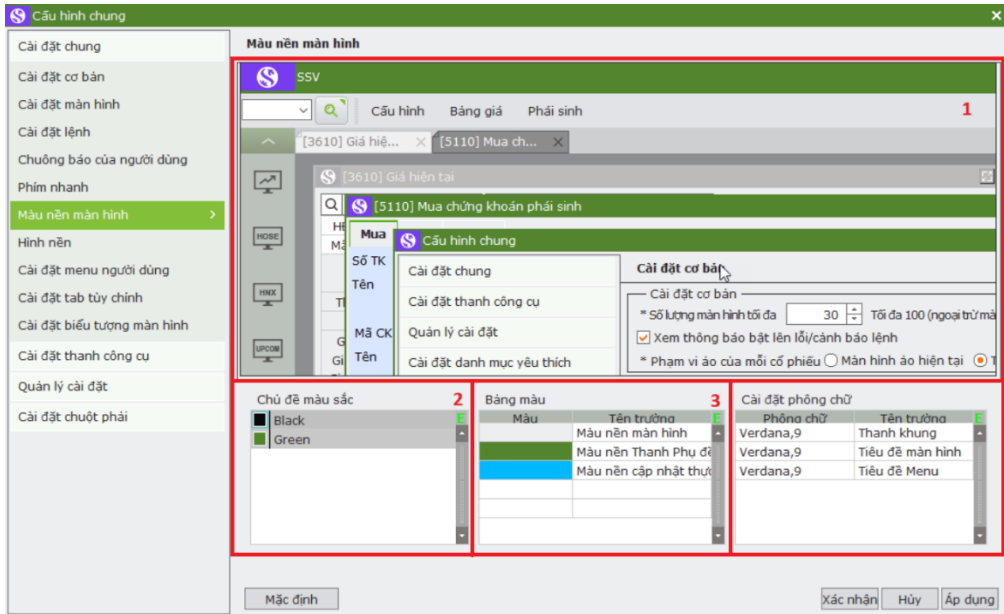 Cấu hình chung
Cài đặt chung
Cài đặt cơ bản
Cài đặt màn hình
Cài đặt lệnh
Chuông báo của người dùng
Phím nhanh
Màu nền màn hình
Hình nền
Cài đặt menu người dùng
Cài đặt tab tùy chỉnh
Cài đặt biểu tượng màn hình
Cài đặt thanh công cụ
Quản lý cài đặt
Cài đặt chuột phải
Màu nền màn hình
SSV
Cấu hình Bảng giá Phái sinh 1
[3610] Giá hiệ... [5110] Mua ch...
[3610] Giá hiện tại
[5110] Mua chứng khoán phái sinh
HOSE
HNX
UPCOM
Mua
Số TK
Tên
Mã CK
Tên
Cấu hình chung
Cài đặt chung
Cài đặt thanh công cụ
Quản lý cài đặt
Cài đặt danh mục yêu thích
Cài đặt cơ bản
Cài đặt cơ bản
* Số lượng màn hình tối đa 30 Tối đa 100 (ngoại trừ mà
Xem thông báo bật lên lỗi/cảnh báo lệnh
* Phạm vi áo của mỗi cổ phiếu Màn hình áo hiện tại T
Chủ đề màu sắc 2
E
Black
Green
Bảng màu 3
Màu Tên trường E
Màu nền màn hình
Màu nền Thanh Phụ đề
Màu nền cập nhật thực
Cài đặt phông chữ
Phông chữ Tên trường E
Verdana,9 Thanh khung
Verdana,9 Tiêu đề màn hình
Verdana,9 Tiêu đề Menu
Mặc định Xác nhận Hủy Áp dụng